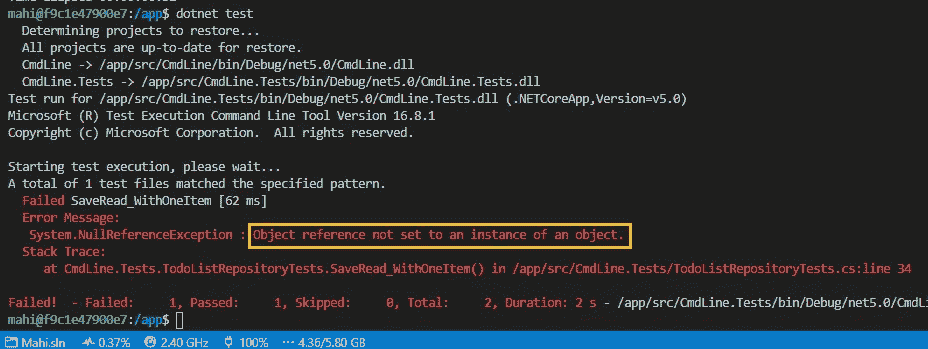 mahi@f9c1e47900e7:/app$ dotnet test
Determining projects to restore...
All projects are up-to-date for restore.
CmdLine -> /app/src/CmdLine/bin/Debug/net5.0/CmdLine.dll
CmdLine.Tests -> /app/src/CmdLine.Tests/bin/Debug/net5.0/CmdLine.Tests.dll
Test run for /app/src/CmdLine.Tests/bin/Debug/net5.0/CmdLine.Tests.dll (.NETCoreApp,Version=v5.0)
Microsoft (R) Test Execution Command Line Tool Version 16.8.1
Copyright (c) Microsoft Corporation.  All rights reserved.
Starting test execution, please wait...
A total of 1 test files matched the specified pattern.
Failed SaveRead_WithOneItem [62 ms]
Error Message:
System.NullReferenceException : Object reference not set to an instance of an object.
Stack Trace:
at CmdLine.Tests.TodoListRepositoryTests.SaveRead_WithOneItem() in /app/src/CmdLine.Tests/TodoListRepositoryTests.cs:line 34
Failed!  - Failed:     1, Passed:     1, Skipped:     0, Total:     2, Duration: 2 s - /app/src/CmdLine.Tests/bin/Debug/net5.0/CmdLi
mahi@f9c1e47900e7:/app$
Mahi.sln 0.37% 2.40 GHz 100% ··· 4.36/5.80 GB